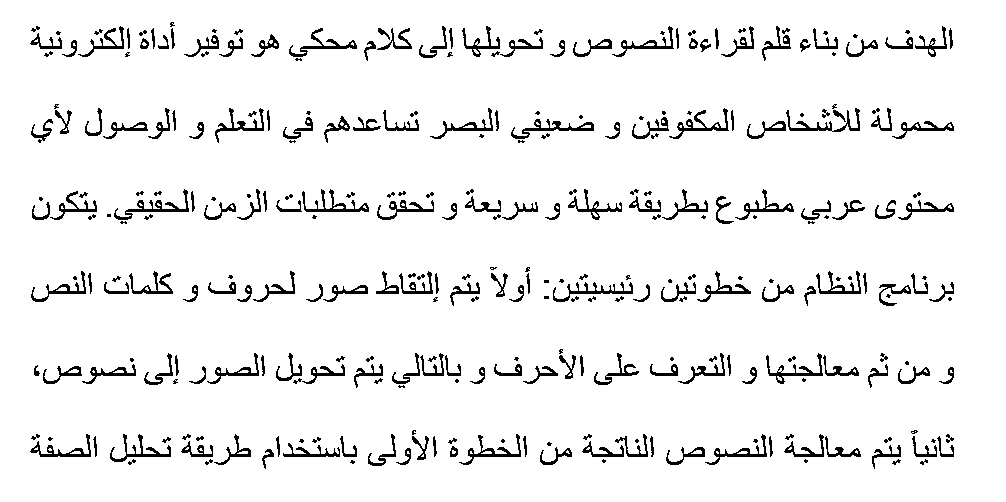 الهدف من بناء قلم لقراءة النصوص و تحويلها إلى كلام محكي هو توفير أداة إلكترونية
محمولة للأشخاص المكفوفين و ضعيفي البصر تساعدهم في التعلم و الوصول لأي
محتوى عربي مطبوع بطريقة سهلة و سريعة و تحقق متطلبات الزمن الحقيقي. يتكون
برنامج النظام من خطوتين رئيسيتين: أولاً يتم إلتقاط صور لحروف و كلمات النص
و من ثم معالجتها و التعرف على الأحرف و بالتالي يتم تحويل الصور إلى نصوص،
ثانياً يتم معالجة النصوص الناتجة من الخطوة الأولى باستخدام طريقة تحليل الصفة